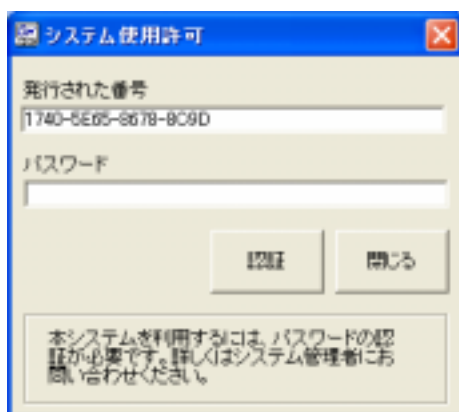 システム使用許可
発行された番号
1740-5E65-8678-8C9D
パスワード
認証
閉じる
本システムを利用するには、パスワードの認
証が必要です。詳しくはシステム管理者にお
問い合わせください。